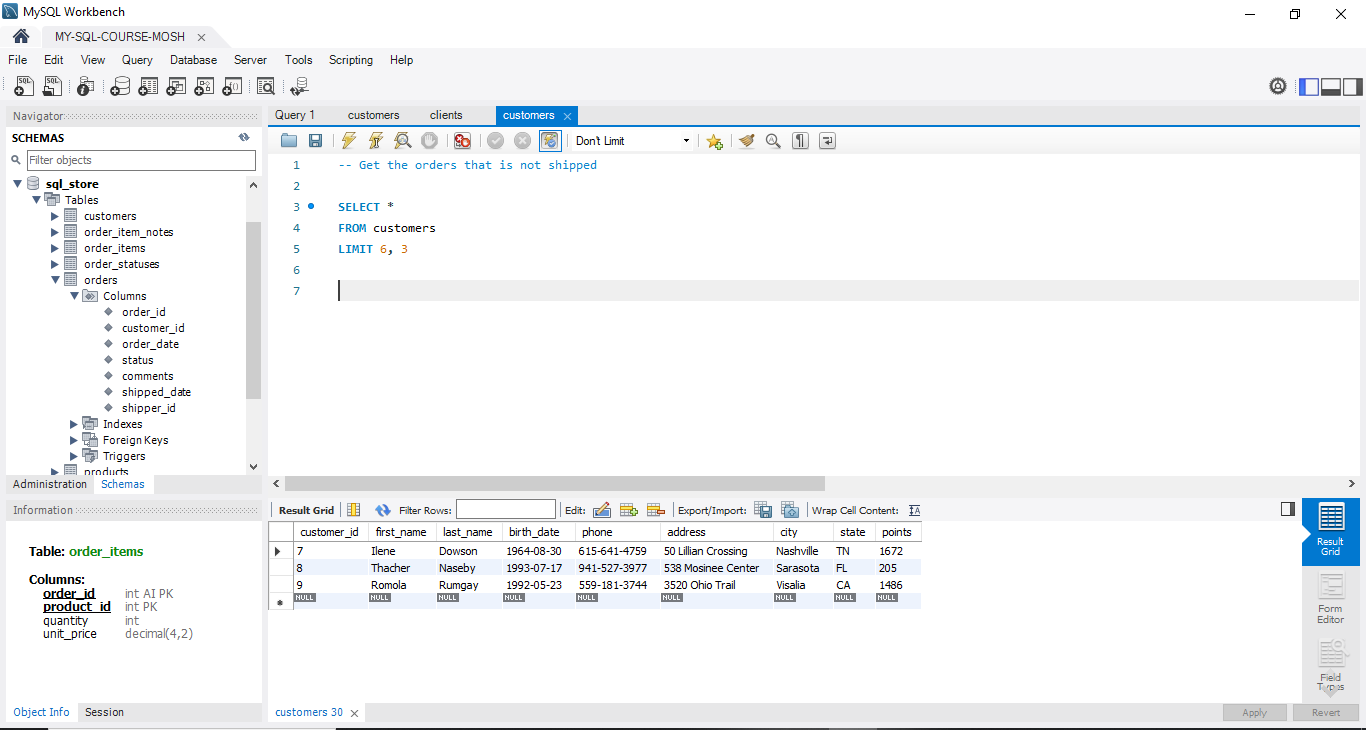 MySQL Workbench
MY-SQL-COURSE-MOSH
File Edit View Query Database Server Tools Scripting Help
Navigator
SCHEMAS
Filter objects
sql_store
Tables
customers
order_item_notes
order_items
order_statuses
orders
Columns
order_id
customer_id
order_date
status
comments
shipped_date
shipper_id
Indexes
Foreign Keys
Triggers
products
Administration Schemas
Information
Table: order_items
Columns:
order_id int AI PK
product_id int PK
quantity int
unit_price decimal(4,2)
Object Info Session
Query 1 customers clients customers
Don't Limit
1 -- Get the orders that is not shipped
2
3 SELECT *
4 FROM customers
5 LIMIT 6, 3
6
7
Result Grid Filter Rows: Edit: Export/Import: Wrap Cell Content: IA
customer_id first_name last_name birth_date phone address city state points
7 Ilene Dowson 1964-08-30 615-641-4759 50 Lillian Crossing Nashville TN 1672
8 Thacher Naseby 1993-07-17 941-527-3977 538 Mosinee Center Sarasota FL 205
9 Romola Rumgay 1992-05-23 559-181-3744 3520 Ohio Trail Visalia CA 1486
NULL NULL NULL NULL NULL NULL NULL NULL NULL
Result
Grid
Form
Editor
Field
Types
customers 30
Apply Revert